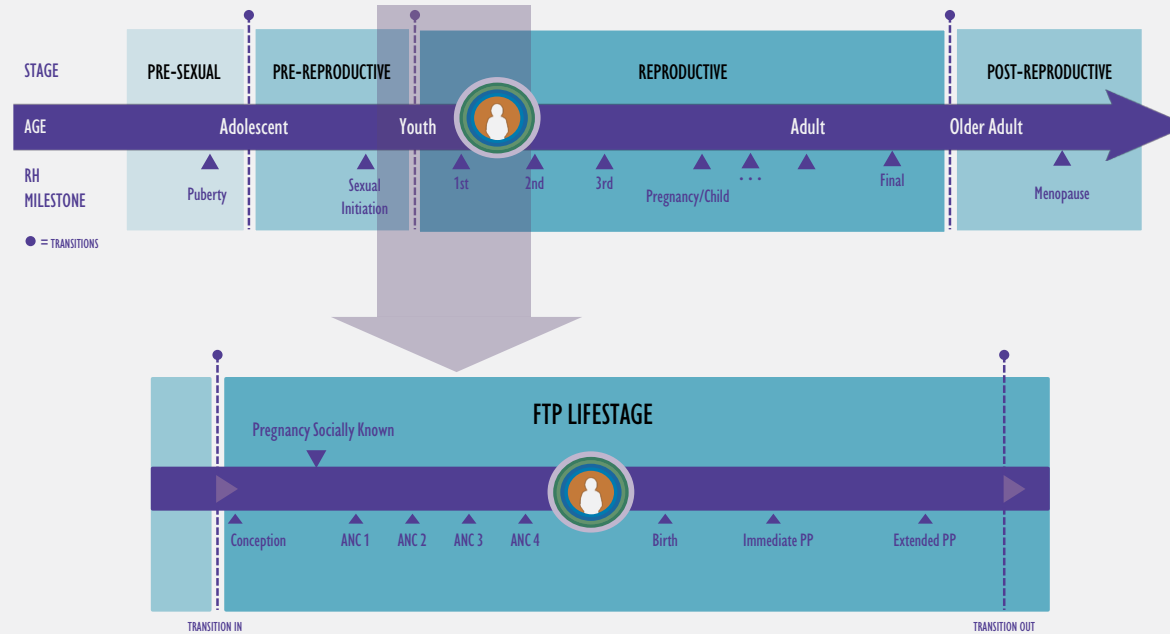 STAGE
PRE-SEXUAL
PRE-REPRODUCTIVE
REPRODUCTIVE
POST-REPRODUCTIVE
AGE
Adolescent
Youth
Adult
Older Adult
RH
MILESTONE
Puberty
Sexual
Initiation
1st
2nd
3rd
Pregnancy/Child
...
Final
Menopause
= TRANSITIONS
FTP LIFESTAGE
Pregnancy Socially Known
Conception
ANC 1
ANC 2
ANC 3
ANC 4
Birth
Immediate PP
Extended PP
TRANSITION IN
TRANSITION OUT